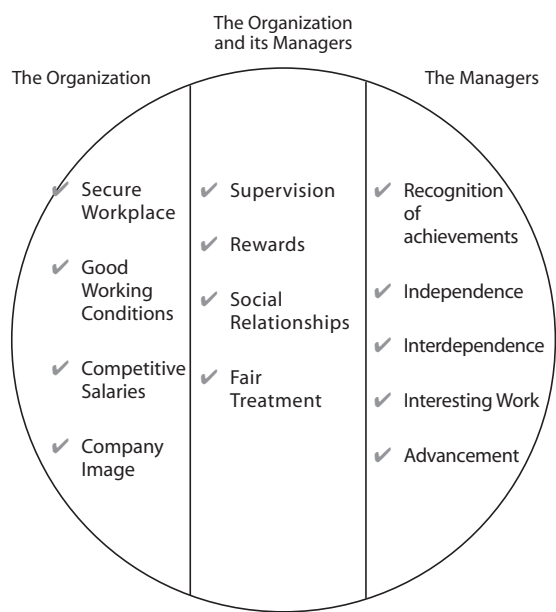 The Organization
and its Managers
The Organization
The Managers
✔ Secure
Workplace
✔ Good
Working
Conditions
✔ Competitive
Salaries
✔ Company
Image
✔ Supervision
✔ Rewards
✔ Social
Relationships
✔ Fair
Treatment
✔ Recognition
of
achievements
✔ Independence
✔ Interdependence
✔ Interesting Work
✔ Advancement